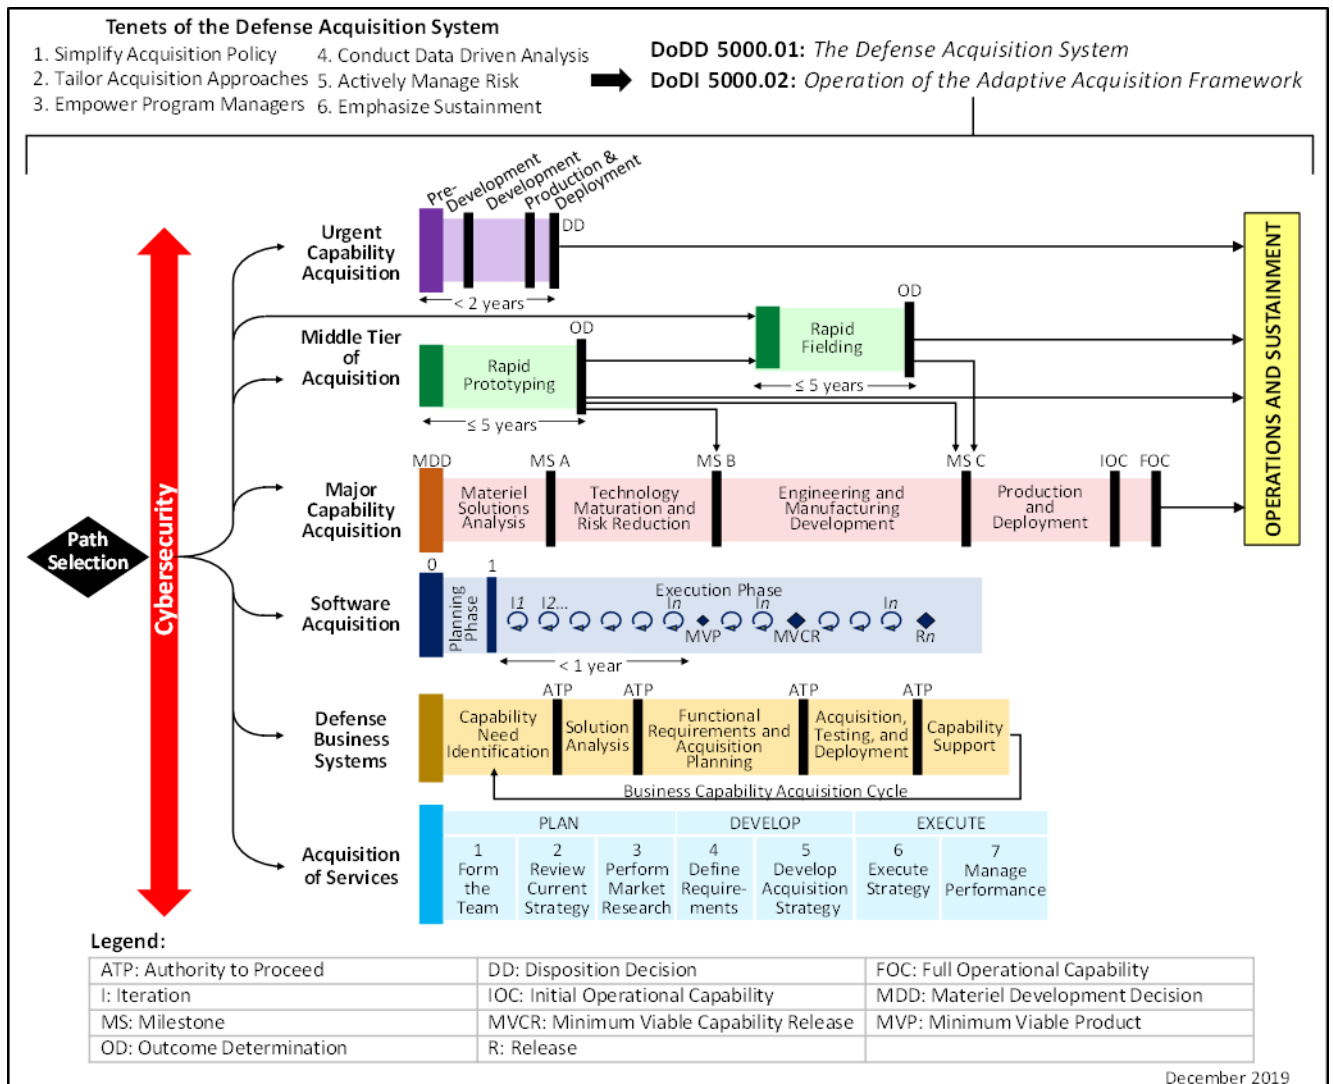 Tenets of the Defense Acquisition System
1. Simplify Acquisition Policy
2. Tailor Acquisition Approaches
3. Empower Program Managers
4. Conduct Data Driven Analysis
5. Actively Manage Risk
6. Emphasize Sustainment
DoDD 5000.01: The Defense Acquisition System
DoDI 5000.02: Operation of the Adaptive Acquisition Framework
Path
Selection
Cybersecurity
Urgent
Capability
Acquisition
Pre-
Development
Development
Production &
Deployment
DD
< 2 years
Middle Tier
of
Acquisition
Rapid
Prototyping
OD
≤ 5 years
Rapid
Fielding
OD
≤ 5 years
Major
Capability
Acquisition
MDD
Materiel
Solutions
Analysis
MS A
Technology
Maturation and
Risk Reduction
MS B
Engineering and
Manufacturing
Development
MS C
Production
and
Deployment
IOC
FOC
OPERATIONS AND SUSTAINMENT
Software
Acquisition
0
Planning
Phase
1
Execution Phase
I1
I2...
In
MVP
In
MVCR
In
Rn
< 1 year
Defense
Business
Systems
Capability
Need
Identification
ATP
Solution
Analysis
ATP
Functional
Requirements and
Acquisition
Planning
ATP
Acquisition,
Testing, and
Deployment
ATP
Capability
Support
Business Capability Acquisition Cycle
Acquisition
of Services
PLAN
DEVELOP
EXECUTE
1
Form
the
Team
2
Review
Current
Strategy
3
Perform
Market
Research
4
Define
Require-
ments
5
Develop
Acquisition
Strategy
6
Execute
Strategy
7
Manage
Performance
Legend:
ATP: Authority to Proceed
DD: Disposition Decision
FOC: Full Operational Capability
I: Iteration
IOC: Initial Operational Capability
MDD: Materiel Development Decision
MS: Milestone
MVCR: Minimum Viable Capability Release
MVP: Minimum Viable Product
OD: Outcome Determination
R: Release
December 2019